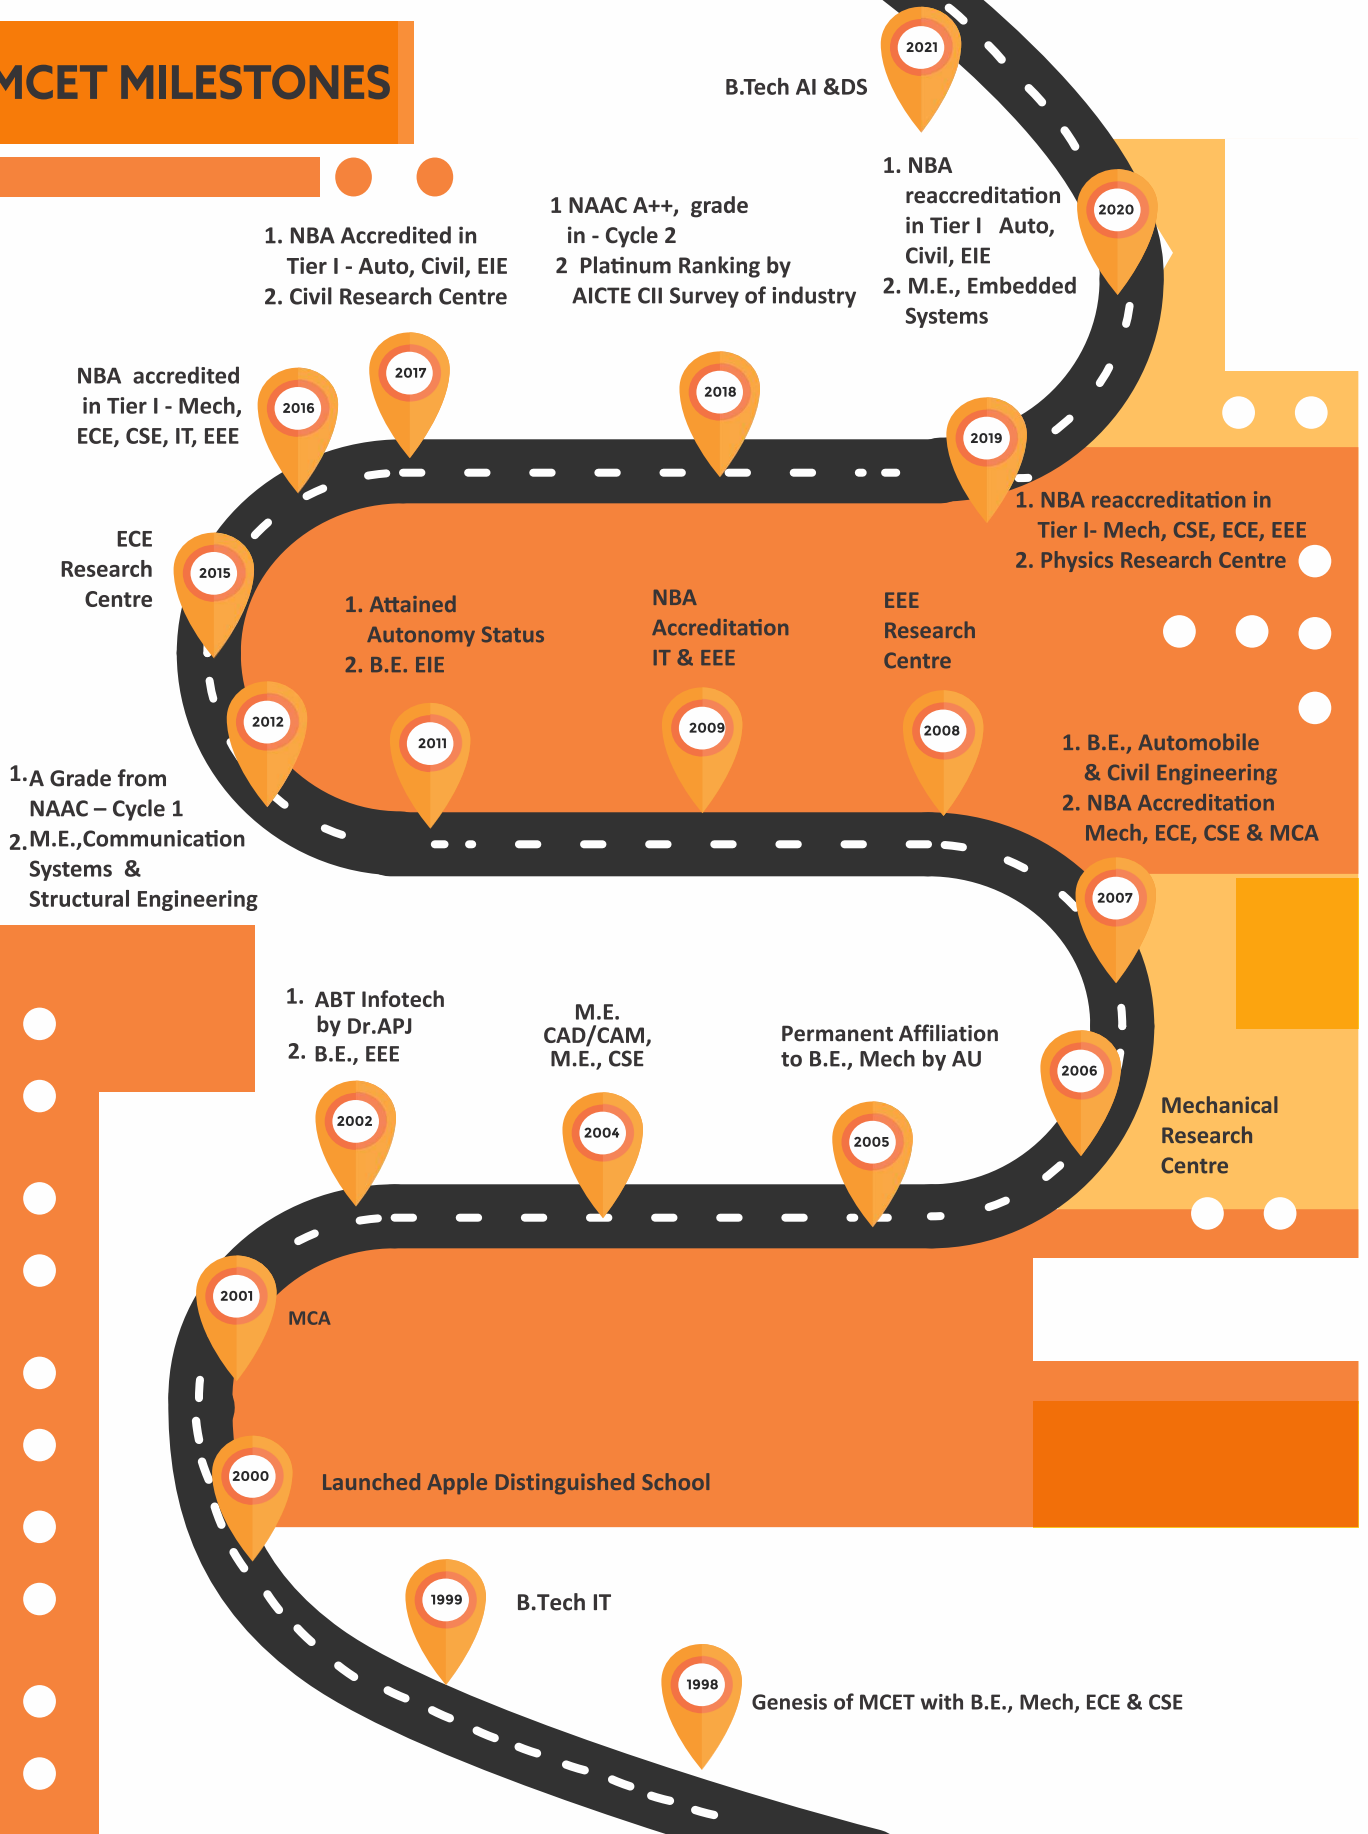 MCET MILESTONES
2021
B.Tech AI &DS
2020
1. NBA
reaccreditation
in Tier I Auto,
Civil, EIE
2. M.E., Embedded
Systems
1 NAAC A++, grade
in - Cycle 2
2 Platinum Ranking by
AICTE CII Survey of industry
2018
1. NBA Accredited in
Tier I - Auto, Civil, EIE
2. Civil Research Centre
2017
NBA accredited
in Tier I - Mech,
ECE, CSE, IT, EEE
2016
2019
1. NBA reaccreditation in
Tier I- Mech, CSE, ECE, EEE
2. Physics Research Centre
ECE
Research
Centre
2015
1. Attained
Autonomy Status
2. B.E. EIE
2011
NBA
Accreditation
IT & EEE
2009
EEE
Research
Centre
2008
2012
1. A Grade from
NAAC – Cycle 1
2. M.E.,Communication
Systems &
Structural Engineering
1. B.E., Automobile
& Civil Engineering
2. NBA Accreditation
Mech, ECE, CSE & MCA
2007
1. ABT Infotech
by Dr.APJ
2. B.E., EEE
2002
M.E.
CAD/CAM,
M.E., CSE
2004
Permanent Affiliation
to B.E., Mech by AU
2005
2006
Mechanical
Research
Centre
2001
MCA
2000
Launched Apple Distinguished School
1999
B.Tech IT
1998
Genesis of MCET with B.E., Mech, ECE & CSE